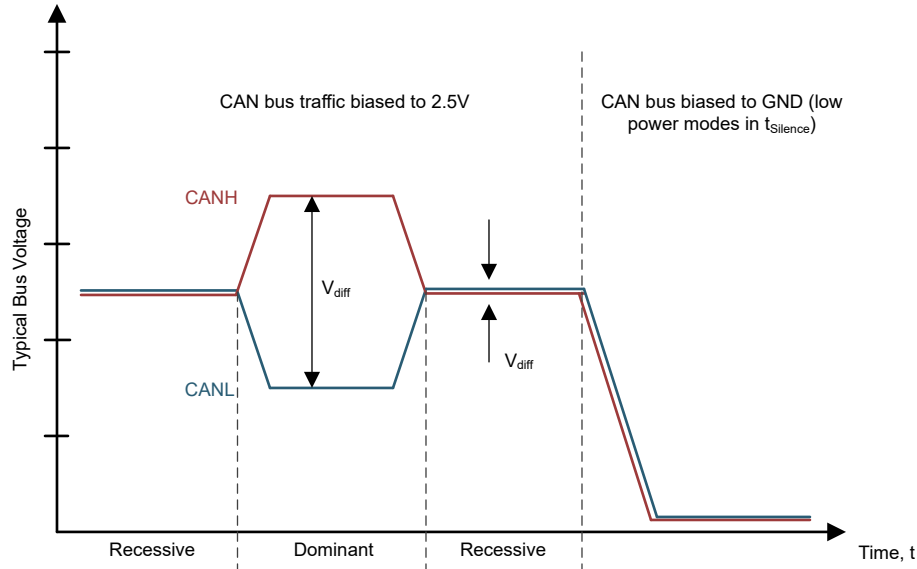 CAN bus traffic biased to 2.5V
CAN bus biased to GND (low
power modes in tSilence)
CANH
Vdiff
Vdiff
CANL
Typical Bus Voltage
Recessive
Dominant
Recessive
Time, t